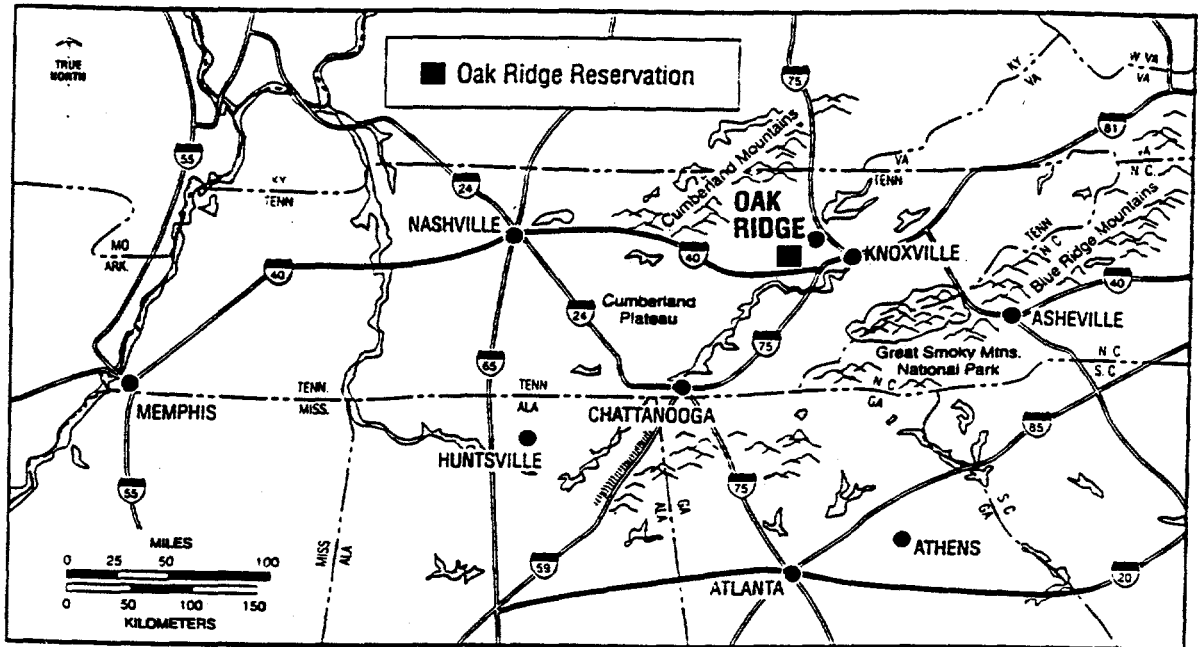 TRUE
NORTH
Oak Ridge Reservation
75
KY
VA
W VA
VA
55
81
24
Cumberland Mountains
VA
TENN
VA
N C
KY
TENN
OAK
RIDGE
NASHVILLE
40
KNOXVILLE
TENN
N C
Blue Ridge Mountains
MO
ARK.
40
40
24
Cumberland
Plateau
ASHEVILLE
75
65
Great Smoky Mtns.
National Park
N C
S C
N C
GA
TENN.
MISS.
TENN
ALA
MEMPHIS
CHATTANOOGA
85
HUNTSVILLE
55
75
GA
ALA
S C
GA
MILES
0 25 50 100
0 50 100 150
KILOMETERS
MISS
ALA
59
ATHENS
ATLANTA
20